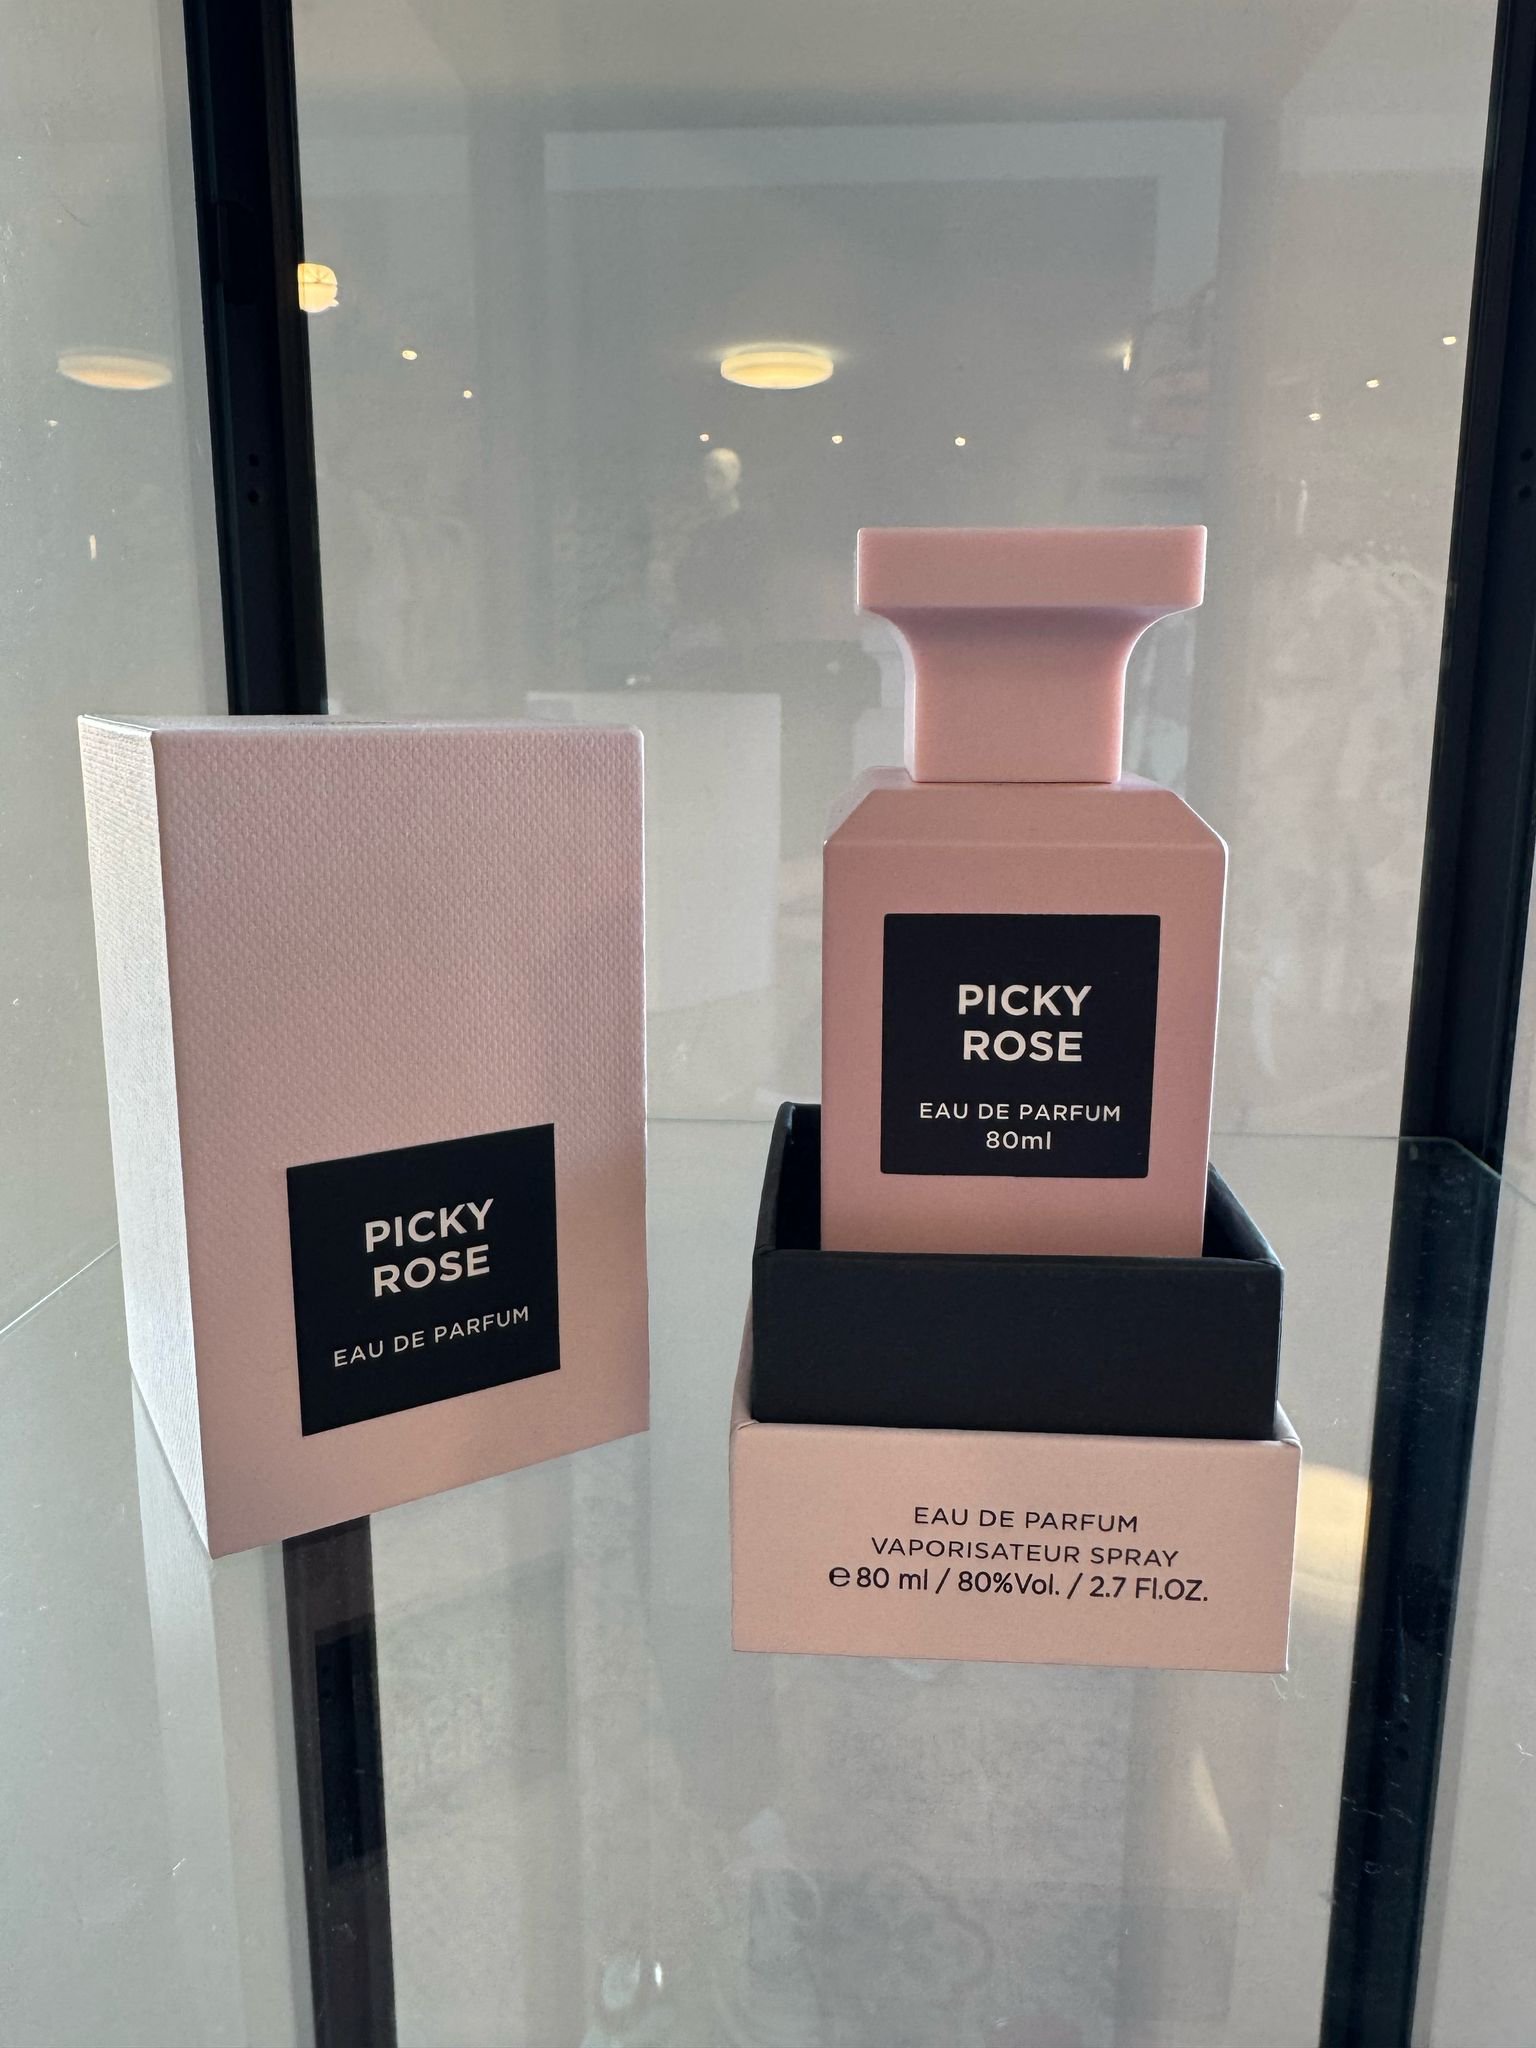 PICKY
ROSE
EAU DE PARFUM
PICKY
ROSE
EAU DE PARFUM
80ml
EAU DE PARFUM
VAPORISATEUR SPRAY
℮80 ml / 80%Vol. / 2.7 Fl.OZ.